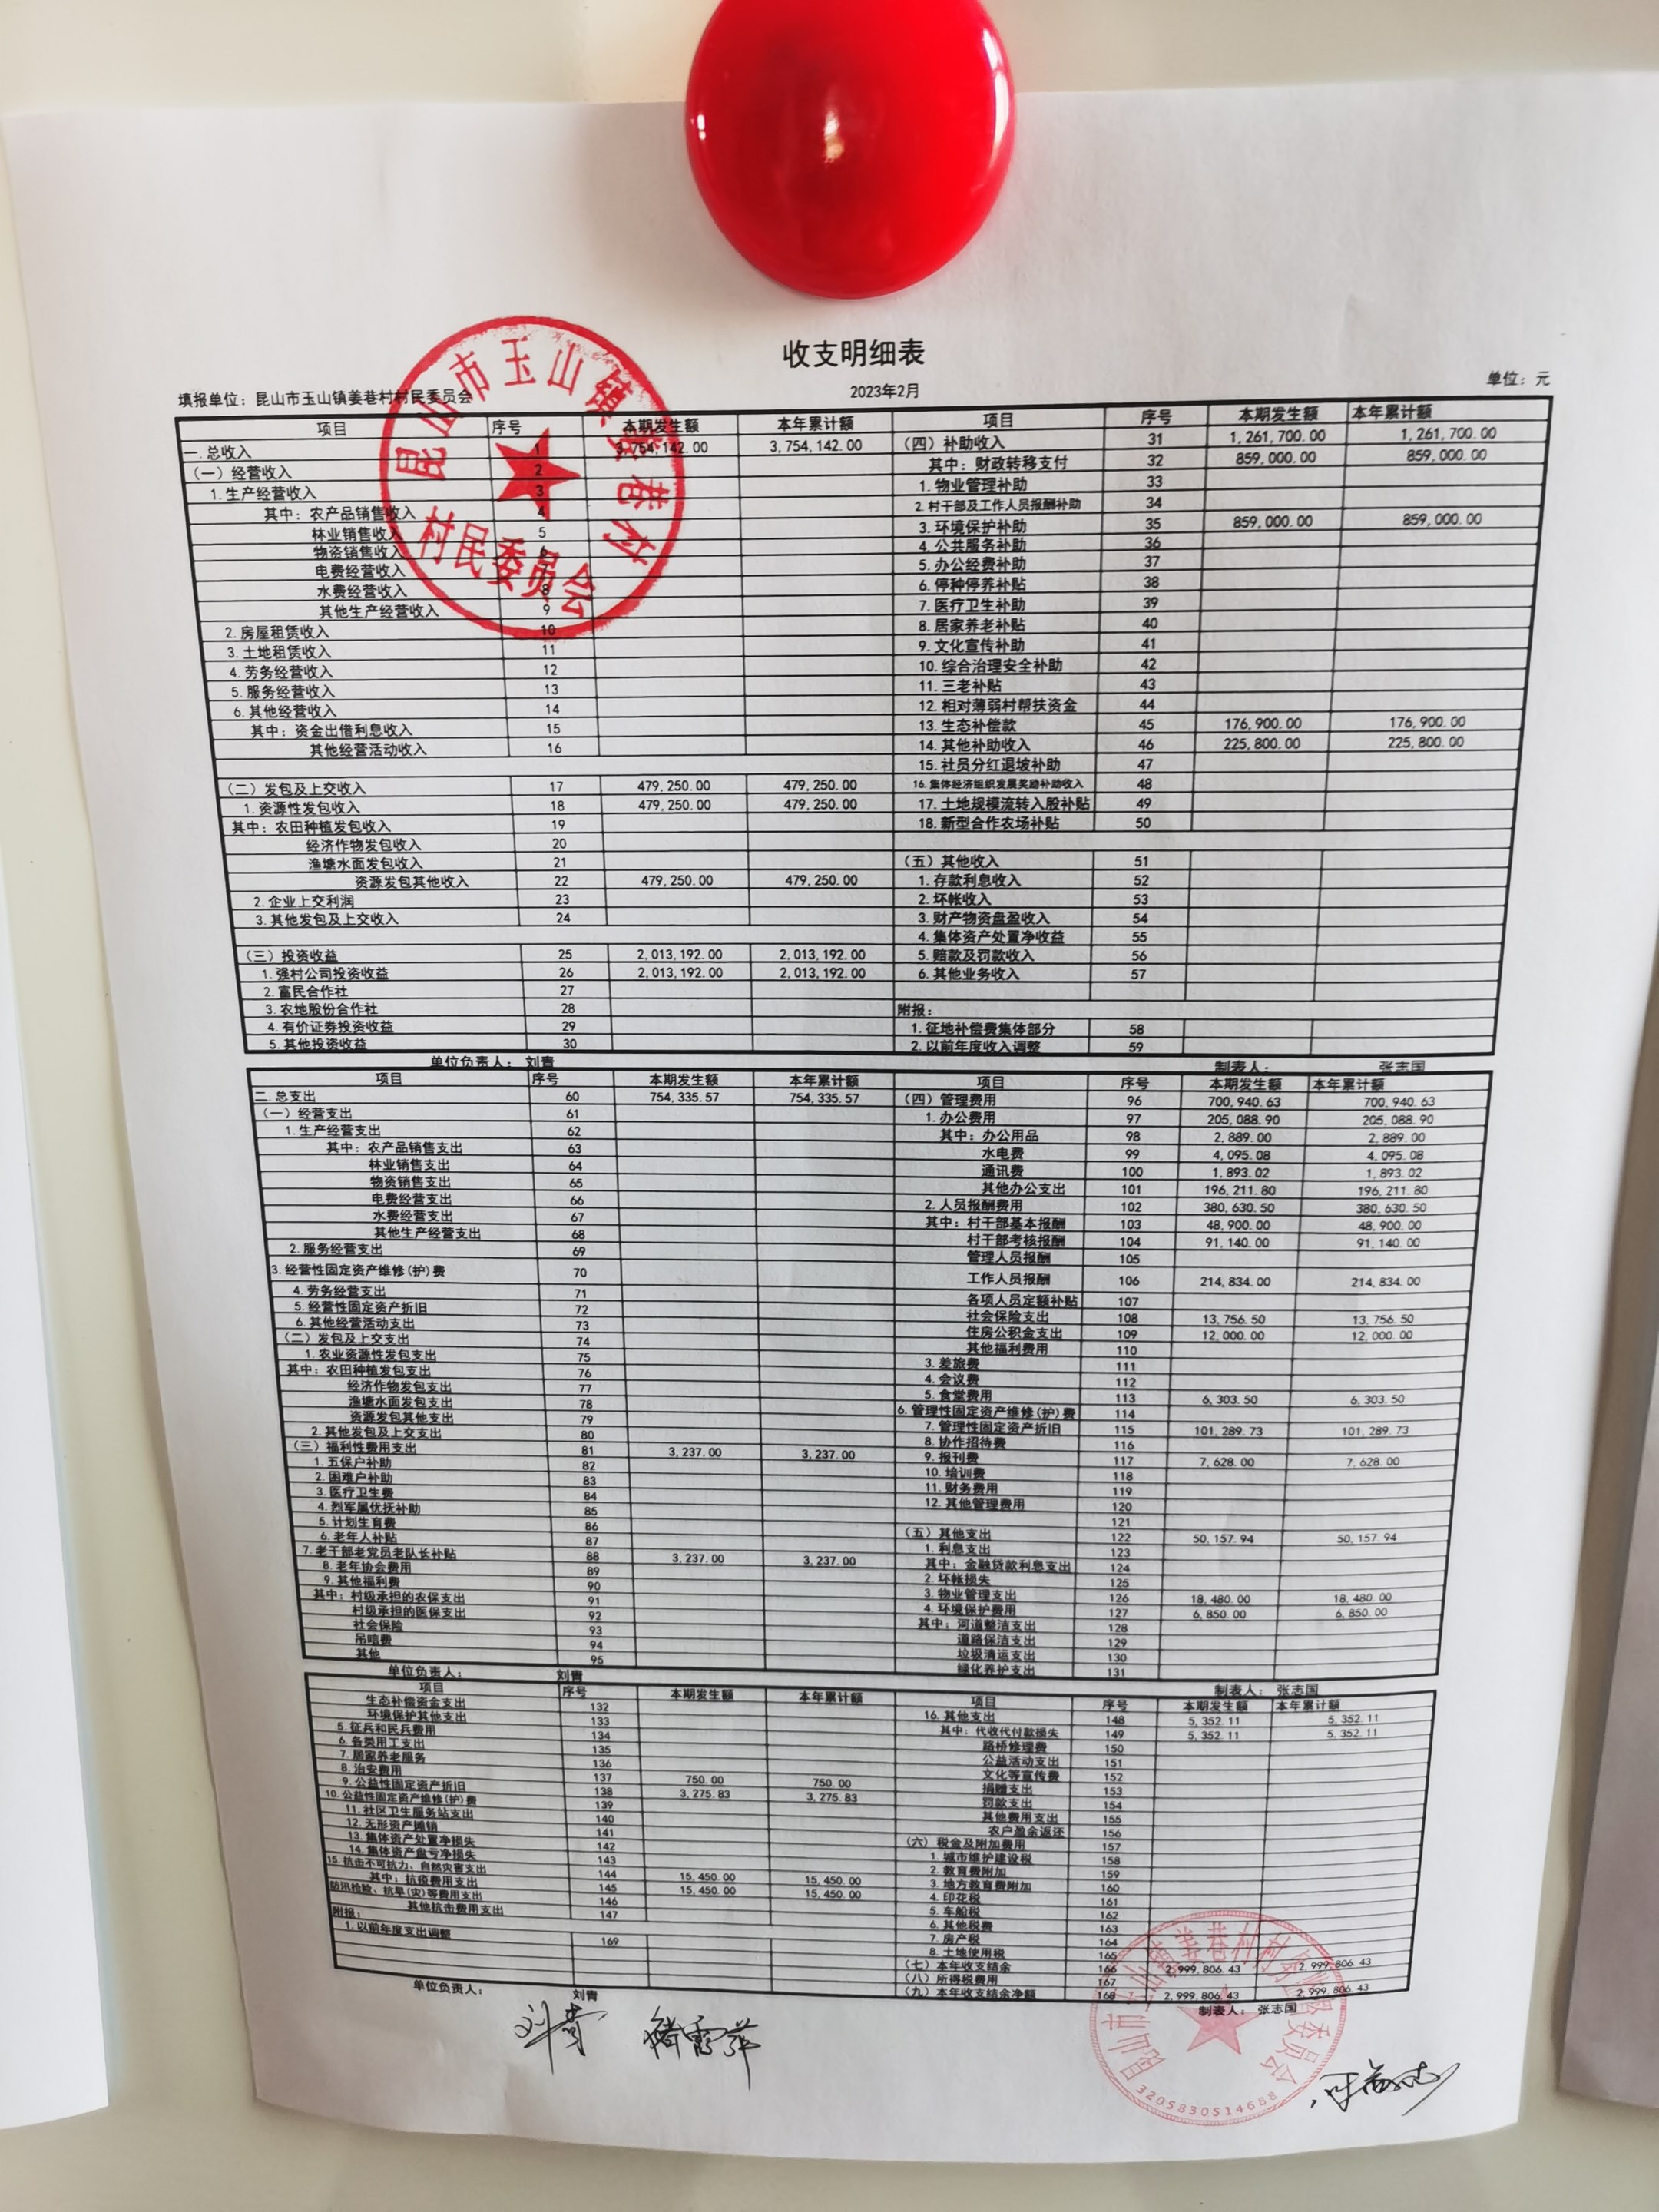 收支明细表
2023年2月
填报单位：昆山市玉山镇姜巷村村民委员会 单位：元
项目 序号 本期发生额 本年累计额 项目 序号 本期发生额 本年累计额
一.总收入 1 3,754,142.00 3,754,142.00 （四）补助收入 31 1,261,700.00 1,261,700.00
（一）经营收入 2 其中：财政转移支付 32 859,000.00 859,000.00
1.生产经营收入 3 1.物业管理补助 33
其中：农产品销售收入 4 2.村干部及工作人员报酬补助 34
林业销售收入 5 3.环境保护补助 35 859,000.00 859,000.00
物资销售收入 6 4.公共服务补助 36
电费经营收入 7 5.办公经费补助 37
水费经营收入 8 6.停种停养补贴 38
其他生产经营收入 9 7.医疗卫生补助 39
2.房屋租赁收入 10 8.居家养老补贴 40
3.土地租赁收入 11 9.文化宣传补助 41
4.劳务经营收入 12 10.综合治理安全补助 42
5.服务经营收入 13 11.三老补贴 43
6.其他经营收入 14 12.相对薄弱村帮扶资金 44
其中：资金出借利息收入 15 13.生态补偿款 45 176,900.00 176,900.00
其他经营活动收入 16 14.其他补助收入 46 225,800.00 225,800.00
15.社员分红退坡补助 47
（二）发包及上交收入 17 479,250.00 479,250.00 16.集体经济组织发展奖励补助收入 48
1.资源性发包收入 18 479,250.00 479,250.00 17.土地规模流转入股补贴 49
其中：农田种植发包收入 19 18.新型合作农场补贴 50
经济作物发包收入 20
渔塘水面发包收入 21 （五）其他收入 51
资源发包其他收入 22 479,250.00 479,250.00 1.存款利息收入 52
2.企业上交利润 23 2.坏帐收入 53
3.其他发包及上交收入 24 3.财产物资盘盈收入 54
4.集体资产处置净收益 55
（三）投资收益 25 2,013,192.00 2,013,192.00 5.赔款及罚款收入 56
1.强村公司投资收益 26 2,013,192.00 2,013,192.00 6.其他业务收入 57
2.富民合作社 27
3.农地股份合作社 28 附报：
4.有价证券投资收益 29 1.征地补偿费集体部分 58
5.其他投资收益 30 2.以前年度收入调整 59
单位负责人： 刘青 制表人： 张志国
项目 序号 本期发生额 本年累计额 项目 序号 本期发生额 本年累计额
二.总支出 60 754,335.57 754,335.57 （四）管理费用 96 700,940.63 700,940.63
（一）经营支出 61 1.办公费用 97 205,088.90 205,088.90
1.生产经营支出 62 其中：办公用品 98 2,889.00 2,889.00
其中：农产品销售支出 63 水电费 99 4,095.08 4,095.08
林业销售支出 64 通讯费 100 1,893.02 1,893.02
物资销售支出 65 其他办公支出 101 196,211.80 196,211.80
电费经营支出 66 2.人员报酬费用 102 380,630.50 380,630.50
水费经营支出 67 其中：村干部基本报酬 103 48,900.00 48,900.00
其他生产经营支出 68 村干部考核报酬 104 91,140.00 91,140.00
2.服务经营支出 69 管理人员报酬 105
3.经营性固定资产维修(护)费 70 工作人员报酬 106 214,834.00 214,834.00
4.劳务经营支出 71 各项人员定额补贴 107
5.经营性固定资产折旧 72 社会保险支出 108 13,756.50 13,756.50
6.其他经营活动支出 73 住房公积金支出 109 12,000.00 12,000.00
（二）发包及上交支出 74 其他福利费用 110
1.农业资源性发包支出 75 3.差旅费 111
其中：农田种植发包支出 76 4.会议费 112
经济作物发包支出 77 5.食堂费用 113 6,303.50 6,303.50
渔塘水面发包支出 78 6.管理性固定资产维修(护)费 114
资源发包其他支出 79 7.管理性固定资产折旧 115 101,289.73 101,289.73
2.其他发包及上交支出 80 8.协作招待费 116
（三）福利性费用支出 81 3,237.00 3,237.00 9.报刊费 117 7,628.00 7,628.00
1.五保户补助 82 10.培训费 118
2.困难户补助 83 11.财务费用 119
3.医疗卫生费 84 12.其他管理费用 120
4.烈军属优抚补助 85 121
5.计划生育费 86 （五）其他支出 122 50,157.94 50,157.94
6.老年人补贴 87 1.利息支出 123
7.老干部老党员老队长补贴 88 3,237.00 3,237.00 其中：金融贷款利息支出 124
8.老年协会费用 89 2.坏帐损失 125
9.其他福利费 90 3.物业管理支出 126 18,480.00 18,480.00
其中：村级承担的农保支出 91 4.环境保护费用 127 6,850.00 6,850.00
村级承担的医保支出 92 其中：河道整洁支出 128
社会保险 93 道路保洁支出 129
吊唁费 94 垃圾清运支出 130
其他 95 绿化养护支出 131
单位负责人： 刘青 制表人： 张志国
项目 序号 本期发生额 本年累计额 项目 序号 本期发生额 本年累计额
生态补偿资金支出 132 16.其他支出 148 5,352.11 5,352.11
环境保护其他支出 133 其中：代收代付款损失 149 5,352.11 5,352.11
5.征兵和民兵费用 134 路桥修理费 150
6.各类用工支出 135 公益活动支出 151
7.居家养老服务 136 文化等宣传费 152
8.治安费用 137 750.00 750.00 捐赠支出 153
9.公益性固定资产折旧 138 3,275.83 3,275.83 罚款支出 154
10.公益性固定资产维修(护)费 139 其他费用支出 155
11.社区卫生服务站支出 140 农户盈余返还 156
12.无形资产摊销 141 （六）税金及附加费用 157
13.集体资产处置净损失 142 1.城市维护建设税 158
14.集体资产盘亏净损失 143 2.教育费附加 159
15.抗击不可抗力、自然灾害支出 144 15,450.00 15,450.00 3.地方教育费附加 160
其中：抗疫费用支出 145 15,450.00 15,450.00 4.印花税 161
防汛抢险、抗旱(灾)等费用支出 146 5.车船税 162
其他抗击费用支出 147 6.其他税费 163
附报： 7.房产税 164
1.以前年度支出调整 169 8.土地使用税 165
（七）本年收支结余 166 2,999,806.43 2,999,806.43
（八）所得税费用 167
（九）本年收支结余净额 168 2,999,806.43 2,999,806.43
单位负责人： 刘青 制表人： 张志国
刘青
昆山市玉山镇姜巷村
村民委员会
3205830514688